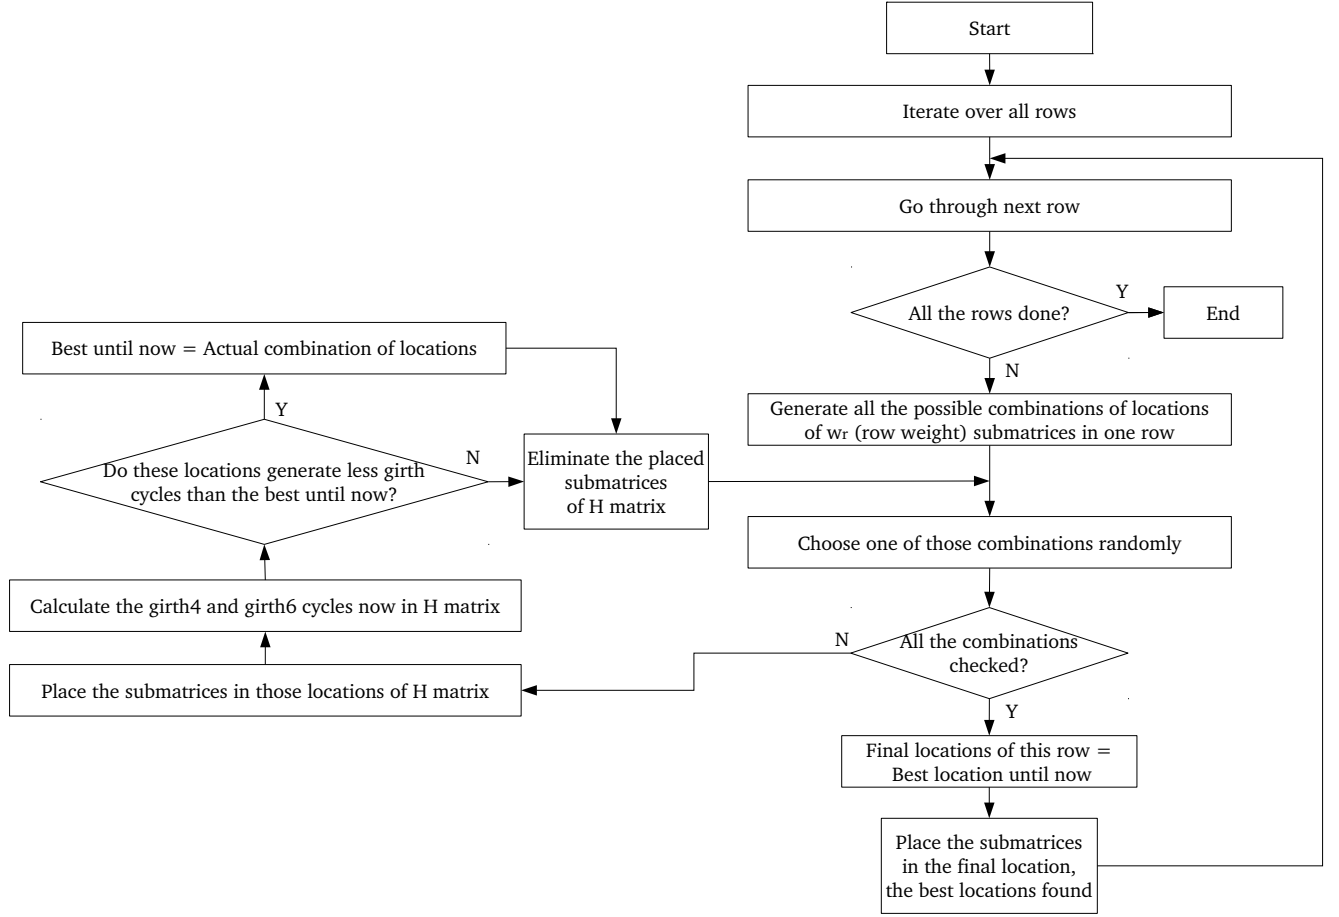 Start
Iterate over all rows
Go through next row
All the rows done?
Y
End
N
Generate all the possible combinations of locations
of wr (row weight) submatrices in one row
Choose one of those combinations randomly
All the combinations
checked?
N
Y
Final locations of this row =
Best location until now
Place the submatrices
in the final location,
the best locations found
Place the submatrices in those locations of H matrix
Calculate the girth4 and girth6 cycles now in H matrix
Do these locations generate less girth
cycles than the best until now?
Y
N
Best until now = Actual combination of locations
Eliminate the placed
submatrices
of H matrix